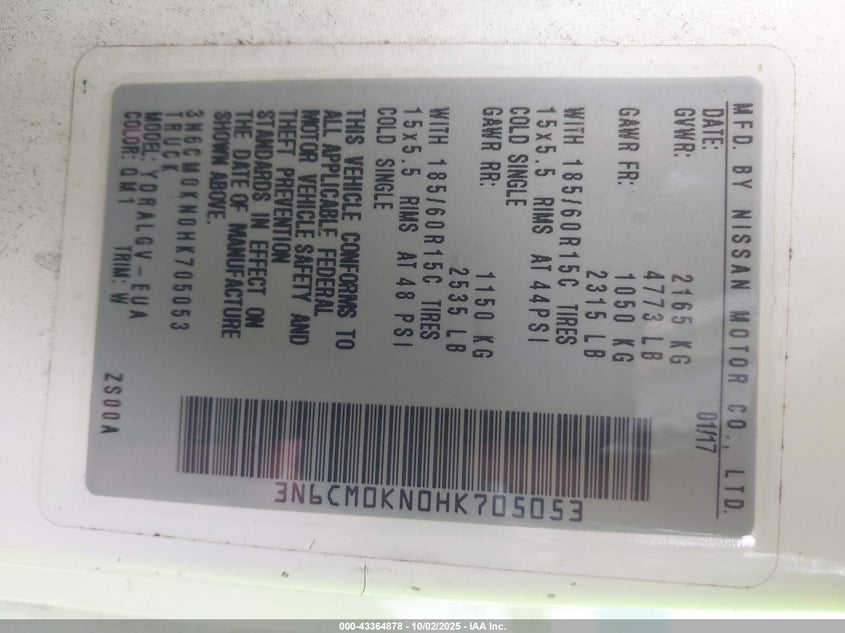 MFD. BY NISSAN MOTOR CO., LTD.
DATE: 01/17
GVWR: 2165 KG
4773 LB
GAWR FR: 1050 KG
2315 LB
WITH 185/60R15C TIRES
15x5.5 RIMS AT 44PSI
COLD SINGLE
GAWR RR: 1150 KG
2535 LB
WITH 185/60R15C TIRES
15x5.5 RIMS AT 48 PSI
COLD SINGLE
THIS VEHICLE CONFORMS TO
ALL APPLICABLE FEDERAL
MOTOR VEHICLE SAFETY AND
THEFT PREVENTION
STANDARDS IN EFFECT ON
THE DATE OF MANUFACTURE
SHOWN ABOVE.
3N6CM0KN0HK705053
TRUCK
MODEL: YDRALGV-EUA
COLOR: QM1 TRIM: W
ZS00A
3N6CM0KN0HK705053
000-43364878 - 10/02/2025 - IAA Inc.